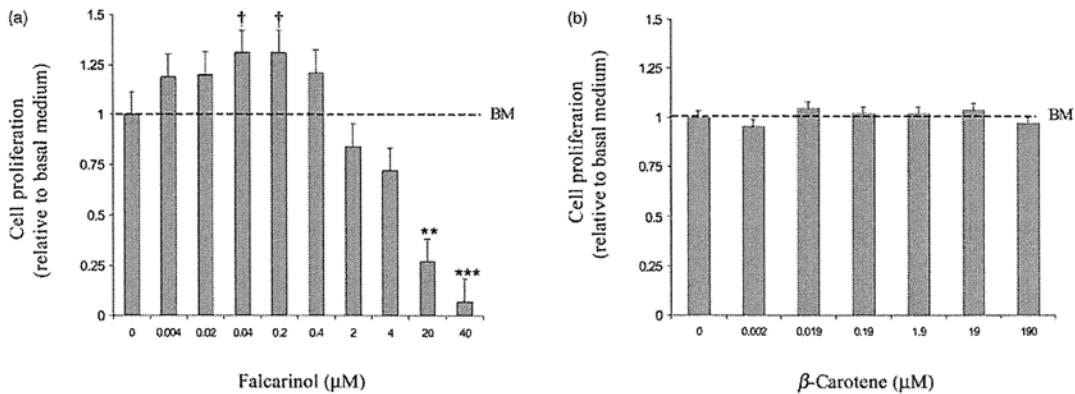 (a)
Cell proliferation
(relative to basal medium)
1.5
1.25
1
0.75
0.5
0.25
0
† †
BM
**
***
0 0.004 0.02 0.04 0.2 0.4 2 4 20 40
Falcarinol (µM)
(b)
Cell proliferation
(relative to basal medium)
1.5
1.25
1
0.75
0.5
0.25
0
BM
0 0.002 0.019 0.19 1.9 19 190
β-Carotene (µM)